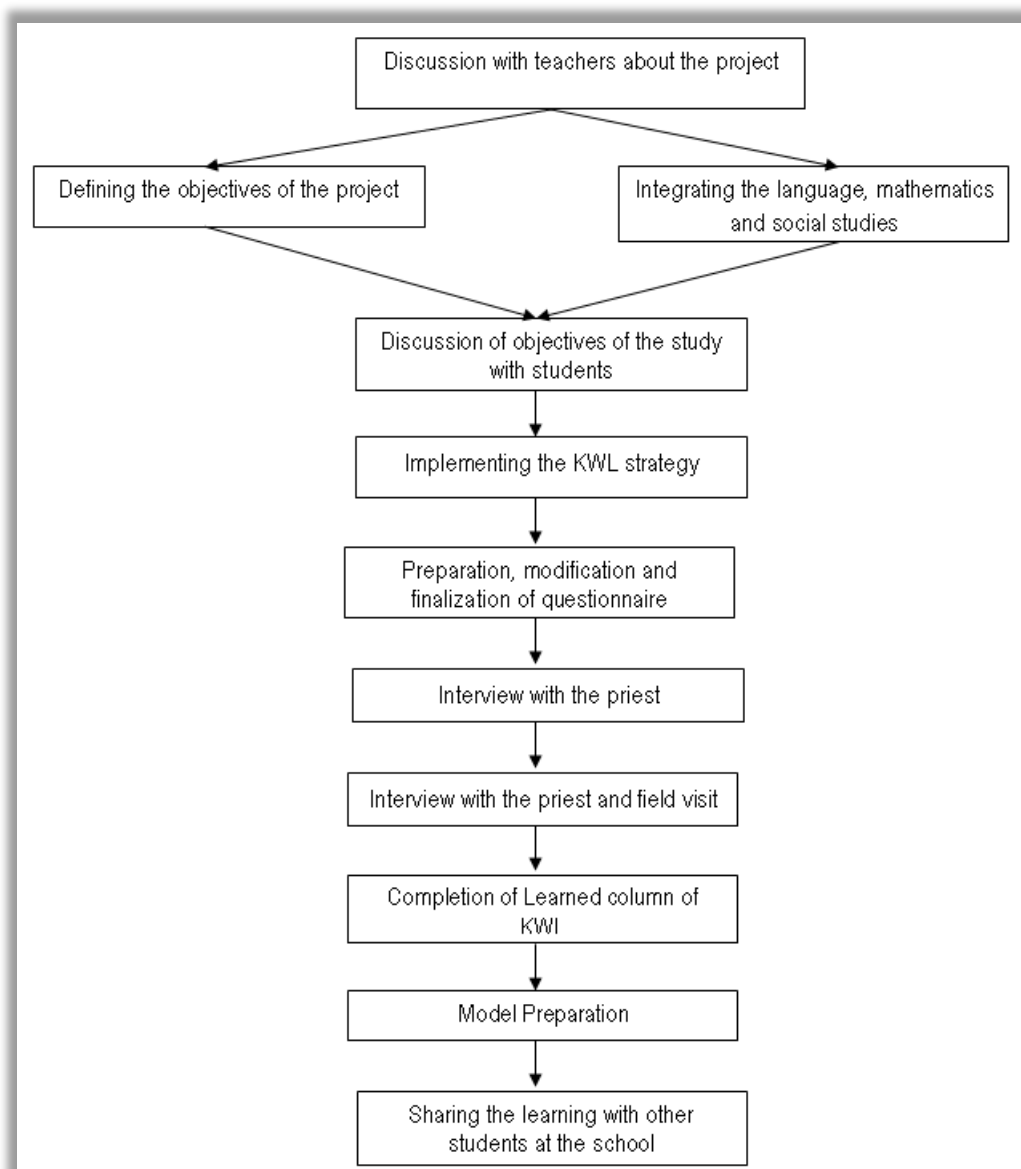 Discussion with teachers about the project
Defining the objectives of the project
Integrating the language, mathematics
and social studies
Discussion of objectives of the study
with students
Implementing the KWL strategy
Preparation, modification and
finalization of questionnaire
Interview with the priest
Interview with the priest and field visit
Completion of Learned column of
KWl
Model Preparation
Sharing the learning with other
students at the school